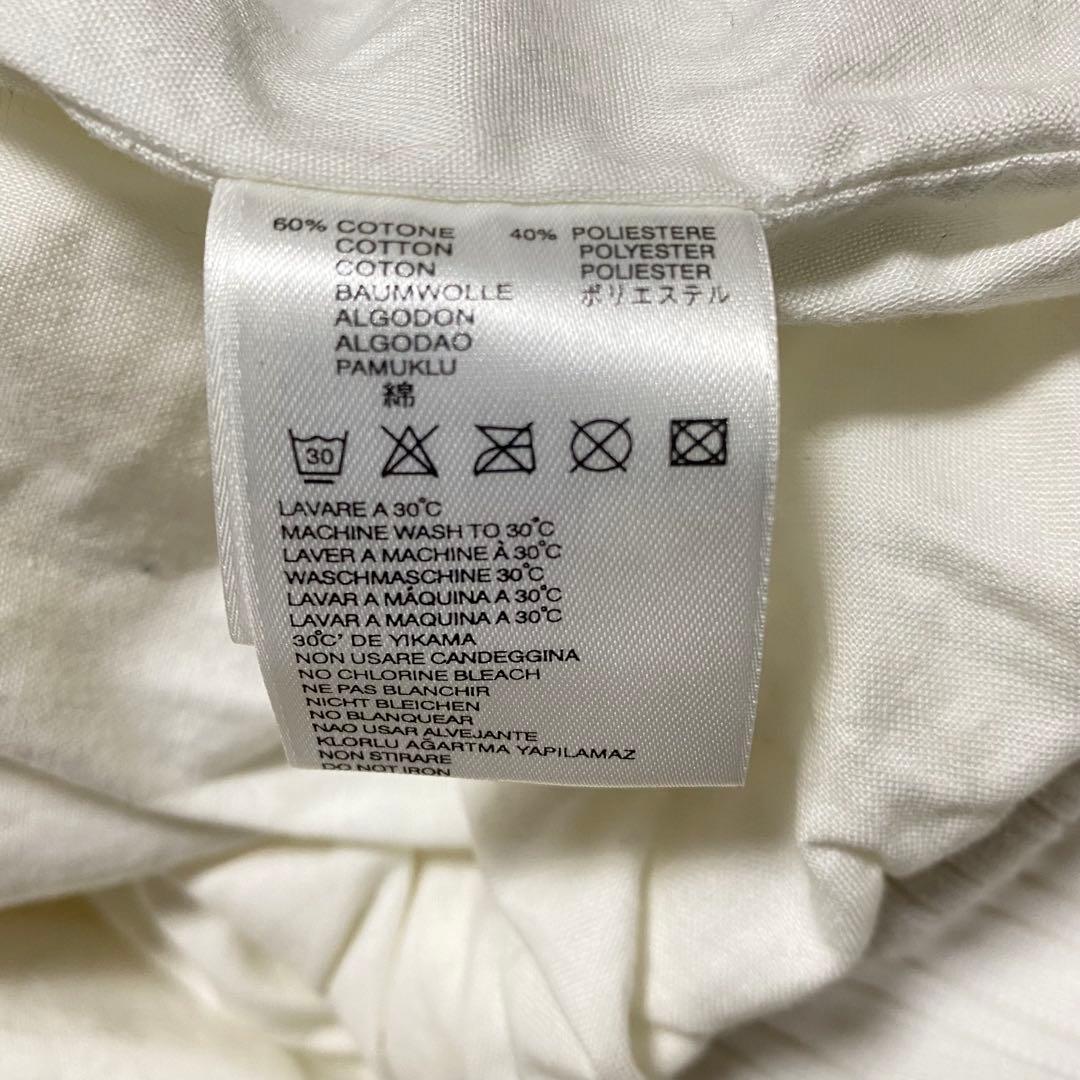 60% COTONE
COTTON
COTON
BAUMWOLLE
ALGODON
ALGODAO
PAMUKLU
綿
40% POLIESTERE
POLYESTER
POLIESTER
ポリエステル
30
LAVARE A 30°C
MACHINE WASH TO 30°C
LAVER A MACHINE À 30°C
WASCHMASCHINE 30°C
LAVAR A MÁQUINA A 30°C
LAVAR A MAQUINA A 30°C
30°C' DE YIKAMA
NON USARE CANDEGGINA
NO CHLORINE BLEACH
NE PAS BLANCHIR
NICHT BLEICHEN
NO BLANQUEAR
NAO USAR ALVEJANTE
KLORLU AĞARTMA YAPILAMAZ
NON STIRARE
DO NOT IRON